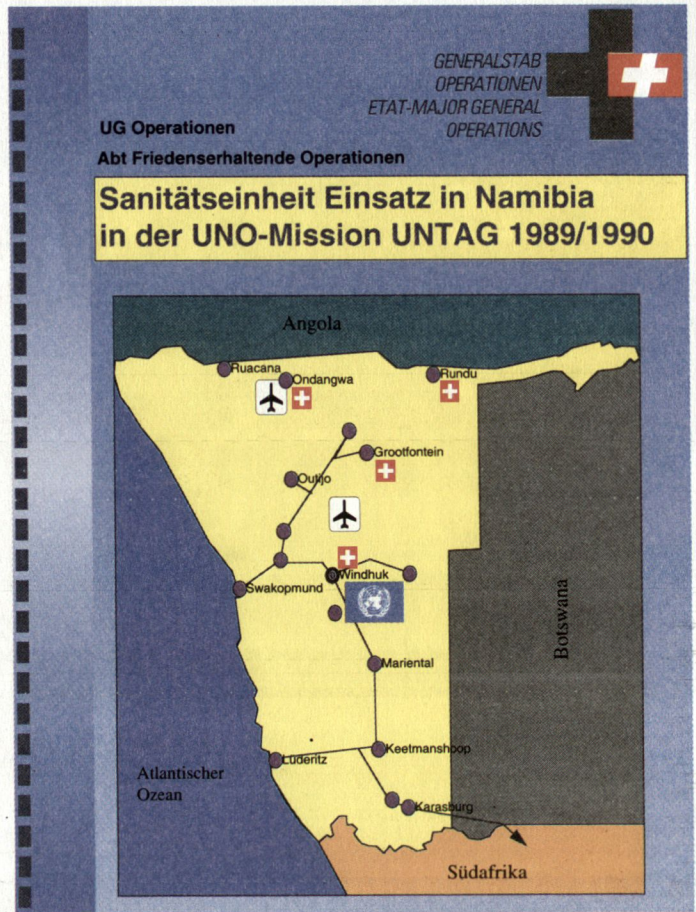 GENERALSTAB
OPERATIONEN
ETAT-MAJOR GENERAL
OPERATIONS
UG Operationen
Abt Friedenserhaltende Operationen
Sanitätseinheit Einsatz in Namibia
in der UNO-Mission UNTAG 1989/1990
Angola
Ruacana
Ondangwa
Rundu
Grootfontein
Outjo
Windhuk
Swakopmund
Botswana
Mariental
Keetmanshoop
Lüderitz
Atlantischer
Ozean
Karasburg
Südafrika